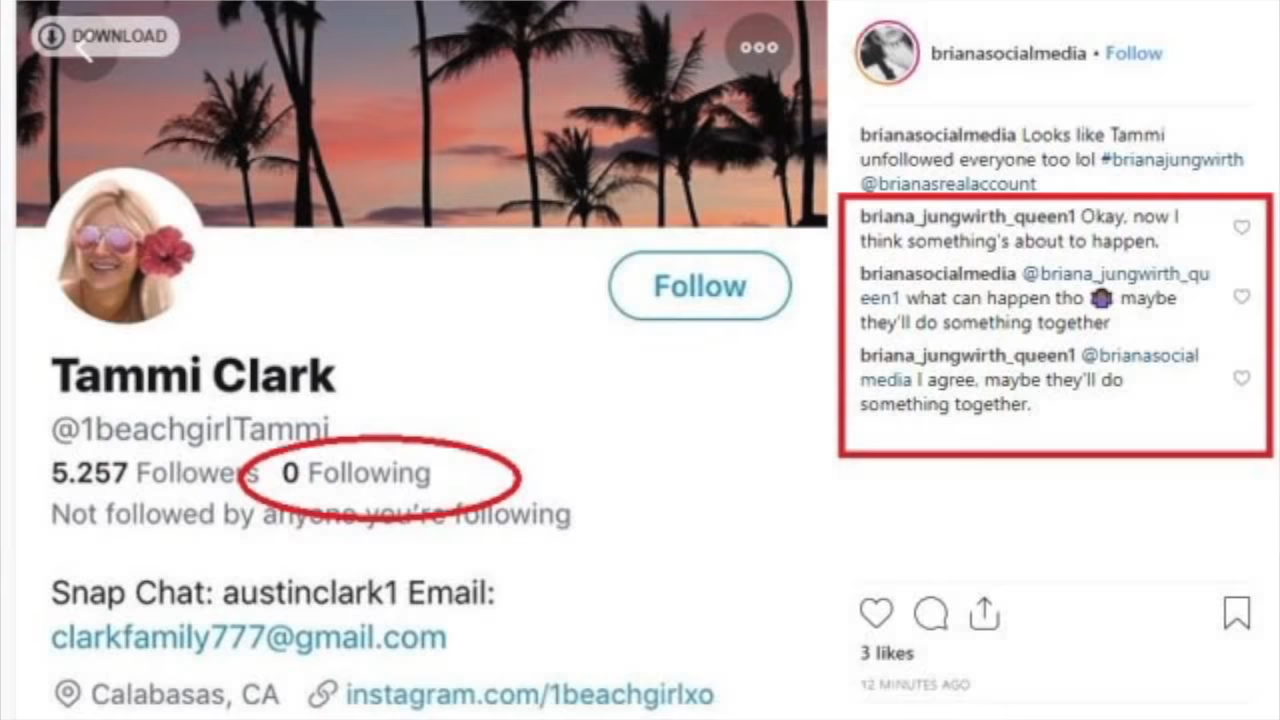 DOWNLOAD
Tammi Clark
@1beachgirlTammi
5.257 Followers 0 Following
Not followed by anyone you're following
Follow
Snap Chat: austinclark1 Email:
clarkfamily777@gmail.com
Calabasas, CA instagram.com/1beachgirlxo
brianasocialmedia • Follow
brianasocialmedia Looks like Tammi
unfollowed everyone too lol #brianajungwirth
@brianasrealaccount
briana_jungwirth_queen1 Okay, now I
think something's about to happen.
brianasocialmedia @briana_jungwirth_qu
een1 what can happen tho maybe
they'll do something together
briana_jungwirth_queen1 @brianasocial
media I agree, maybe they'll do
something together.
3 likes
12 MINUTES AGO